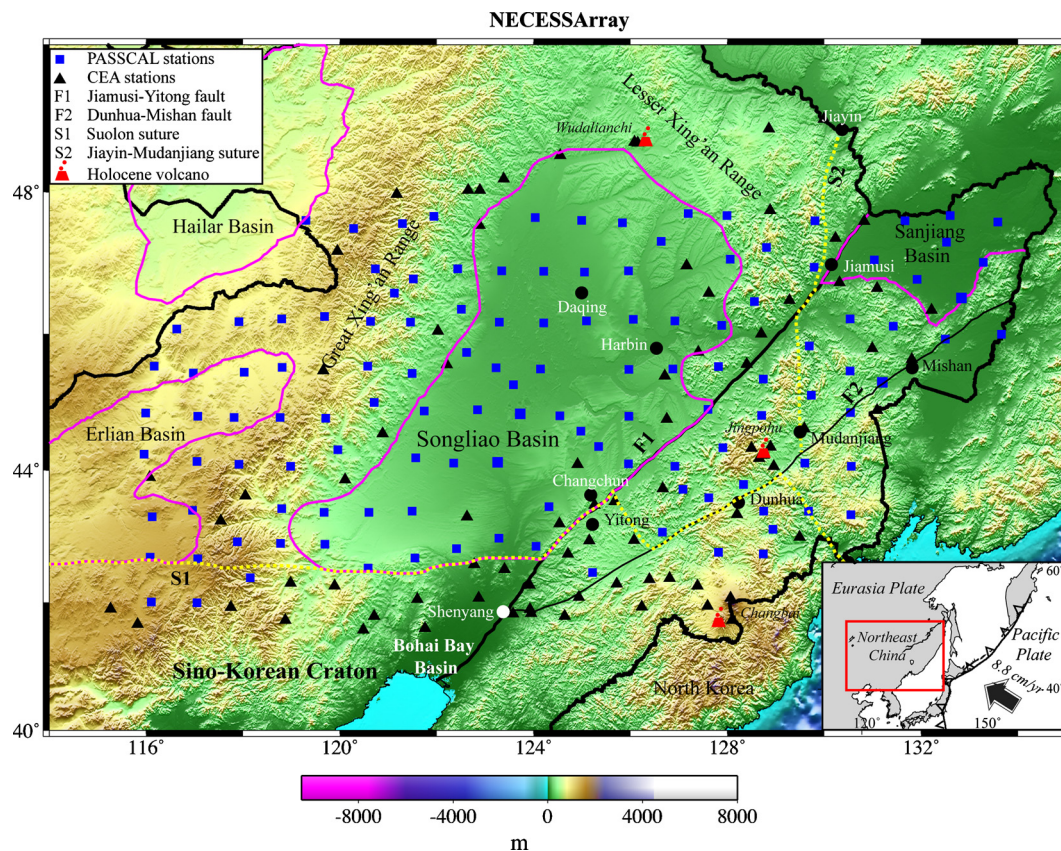 NECESSArray
PASSCAL stations
CEA stations
F1 Jiamusi-Yitong fault
F2 Dunhua-Mishan fault
S1 Suolon suture
S2 Jiayin-Mudanjiang suture
Holocene volcano
Lesser Xing'an Range
Wudalianchi
Jiayin
S2
48°
Hailar Basin
Great Xing'an Range
Sanjiang
Basin
Jiamusi
Daqing
Harbin
Mishan
F2
Erlian Basin
Songliao Basin
F1
Jingpohu
Mudanjiang
44°
Changchun
Yitong
Dunhua
S1
Shenyang
Changbai
Bohai Bay
Basin
Sino-Korean Craton
North Korea
40°
116°
120°
124°
128°
132°
60°
Eurasia Plate
Northeast
China
Pacific
Plate
8.8 cm/yr
40°
120°
150°
-8000
-4000
0
4000
8000
m